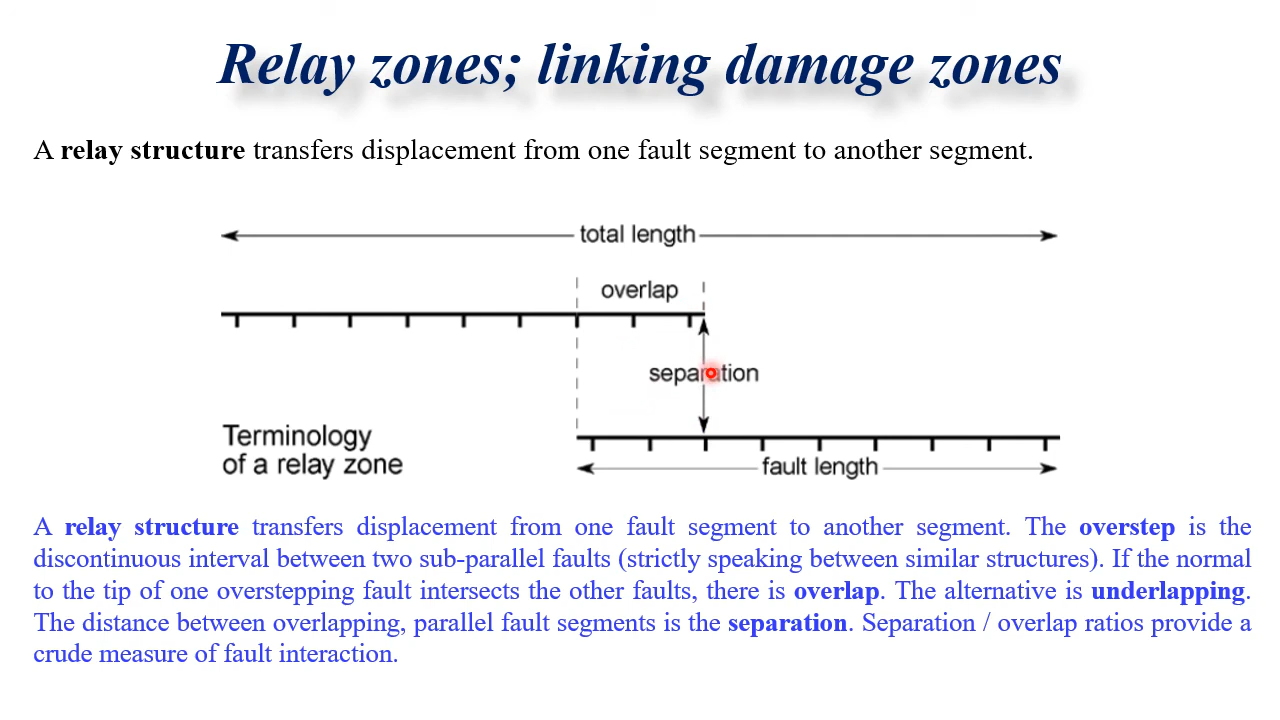 Relay zones; linking damage zones
A relay structure transfers displacement from one fault segment to another segment.
total length
overlap
separation
Terminology
of a relay zone
fault length
A relay structure transfers displacement from one fault segment to another segment. The overstep is the
discontinuous interval between two sub-parallel faults (strictly speaking between similar structures). If the normal
to the tip of one overstepping fault intersects the other faults, there is overlap. The alternative is underlapping.
The distance between overlapping, parallel fault segments is the separation. Separation / overlap ratios provide a
crude measure of fault interaction.